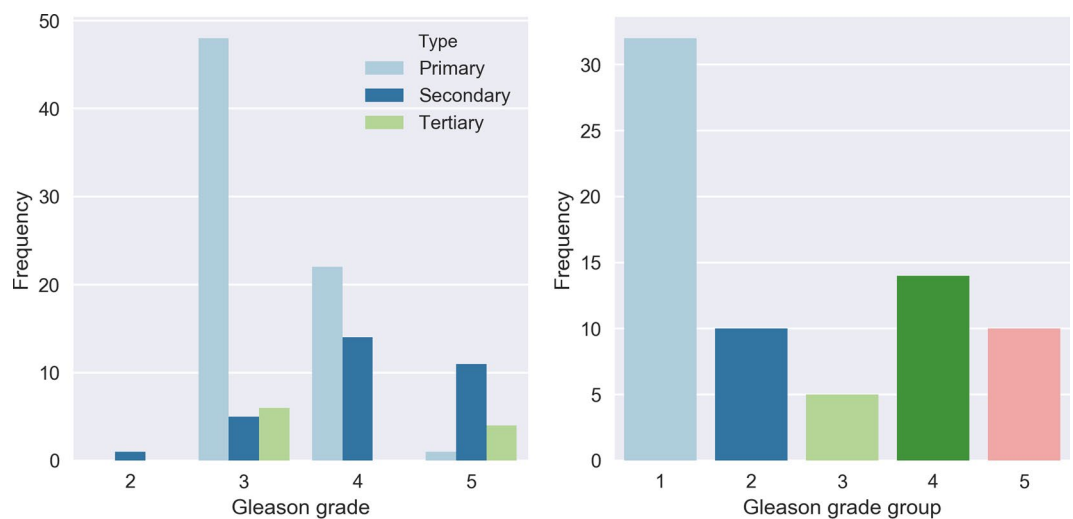 50
40
30
20
10
0
Frequency
Type
Primary
Secondary
Tertiary
2 3 4 5
Gleason grade
30
25
20
15
10
5
0
Frequency
1 2 3 4 5
Gleason grade group